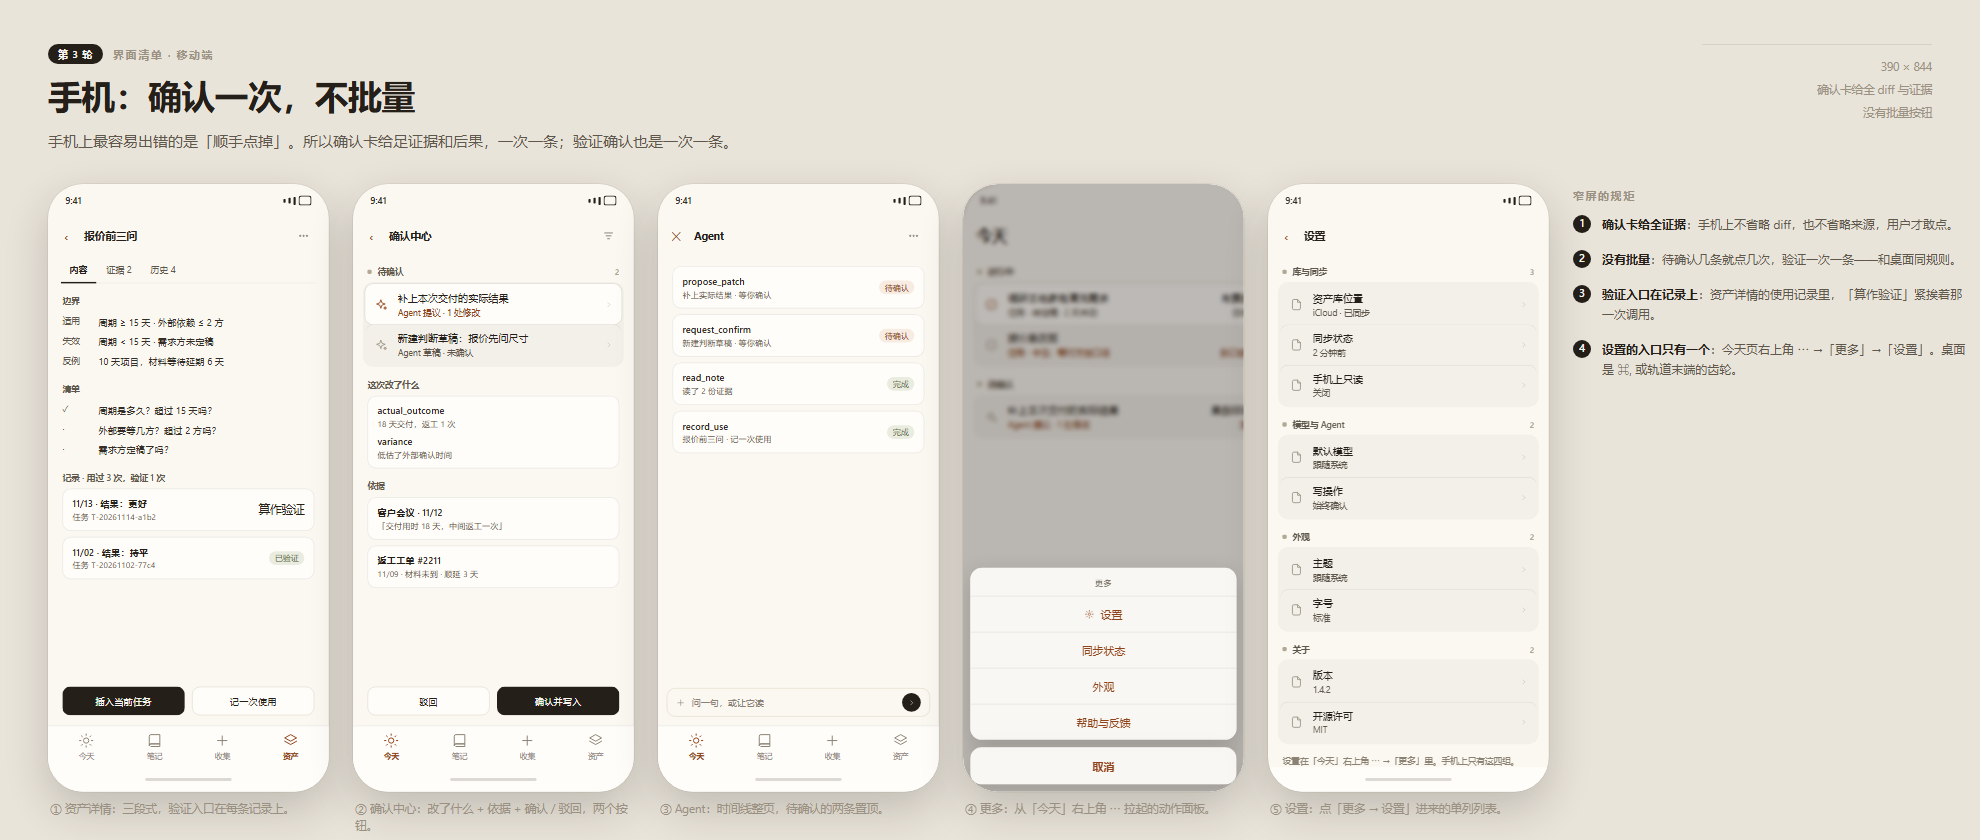 第 3 轮 界面清单 · 移动端
手机：确认一次，不批量
手机上最容易出错的是「顺手点掉」。所以确认卡给足证据和后果，一次一条；验证确认也是一次一条。
390 × 844
确认卡给全 diff 与证据
没有批量按钮
9:41
‹ 报价前三问 ···
内容 证据 2 历史 4
边界
适用 周期 ≥ 15 天 · 外部依赖 ≤ 2 方
失效 周期 < 15 天 · 需求方未定稿
反例 10 天项目，材料等待延期 6 天
清单
✓ 周期是多久？超过 15 天吗？
· 外部要等几方？超过 2 方吗？
· 需求方定稿了吗？
记录 · 用过 3 次，验证 1 次
11/13 · 结果：更好
任务 T-20261114-a1b2
算作验证
11/02 · 结果：持平
任务 T-20261102-77c4
已验证
插入当前任务 记一次使用
今天 笔记 收集 资产
① 资产详情：三段式，验证入口在每条记录上。
9:41
‹ 确认中心
待确认 2
补上本次交付的实际结果
Agent 提议 · 1 处修改
新建判断草稿：报价先问尺寸
Agent 草稿 · 未确认
这次改了什么
actual_outcome
18 天交付，返工 1 次
variance
低估了外部确认时间
依据
客户会议 · 11/12
「交付用时 18 天，中间返工一次」
返工工单 #2211
11/09 · 材料未到 · 顺延 3 天
驳回 确认并写入
今天 笔记 收集 资产
② 确认中心：改了什么 + 依据 + 确认 / 驳回，两个按
钮。
9:41
Agent ···
propose_patch
补上实际结果 · 等你确认
待确认
request_confirm
新建判断草稿 · 等你确认
待确认
read_note
读了 2 份证据
完成
record_use
报价前三问 · 记一次使用
完成
+ 问一句，或让它读
今天 笔记 收集 资产
③ Agent：时间线整页，待确认的两条置顶。
今天
更多
设置
同步状态
外观
帮助与反馈
取消
④ 更多：从「今天」右上角 ··· 拉起的动作面板。
9:41
‹ 设置
库与同步 3
资产库位置
iCloud · 已同步
同步状态
2 分钟前
手机上只读
关闭
模型与 Agent 2
默认模型
跟随系统
写操作
始终确认
外观 2
主题
跟随系统
字号
标准
关于 2
版本
1.4.2
开源许可
MIT
设置在「今天」右上角 ··· →「更多」里。手机上只有这四组。
⑤ 设置：点「更多 → 设置」进来的单列列表。
窄屏的规矩
1 确认卡给全证据：手机上不省略 diff，也不省略来源，用户才敢点。
2 没有批量：待确认几条就点几次，验证一次一条——和桌面同规则。
3 验证入口在记录上：资产详情的使用记录里，「算作验证」紧挨着那
一次调用。
4 设置的入口只有一个：今天页右上角 ··· →「更多」→「设置」。桌面
是 ⌘, 或轨道末端的齿轮。